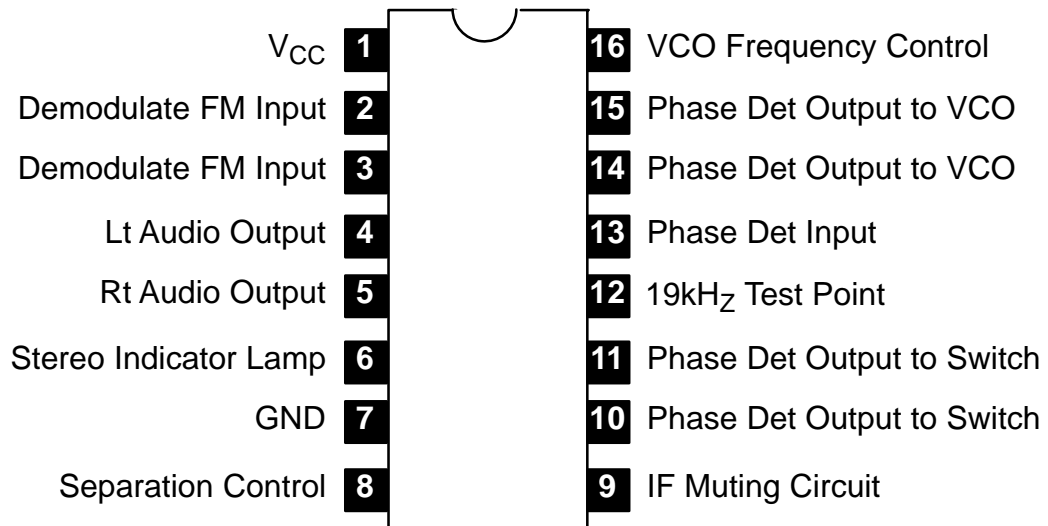 VCC 1 16 VCO Frequency Control
Demodulate FM Input 2 15 Phase Det Output to VCO
Demodulate FM Input 3 14 Phase Det Output to VCO
Lt Audio Output 4 13 Phase Det Input
Rt Audio Output 5 12 19kHZ Test Point
Stereo Indicator Lamp 6 11 Phase Det Output to Switch
GND 7 10 Phase Det Output to Switch
Separation Control 8 9 IF Muting Circuit